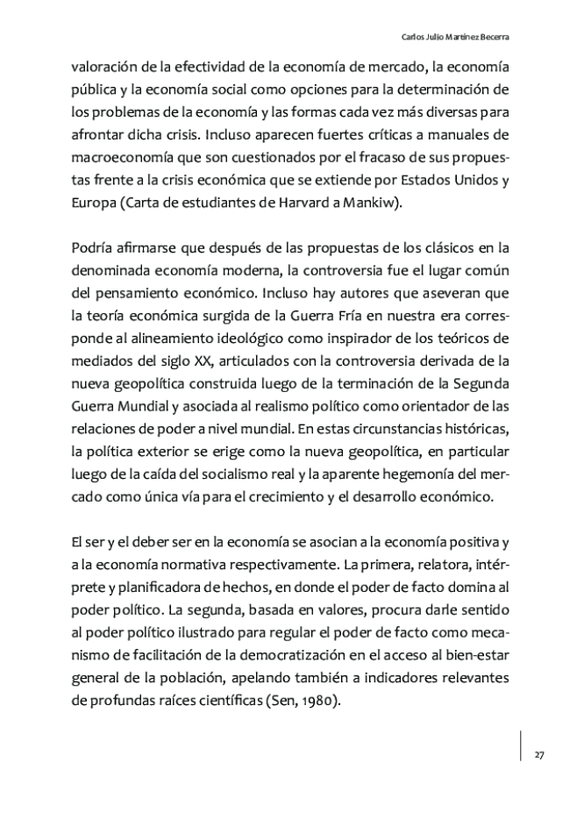 Carlos Julio Martínez Becerra
valoración de la efectividad de la economía de mercado, la economía
pública y la economía social como opciones para la determinación de
los problemas de la economía y las formas cada vez más diversas para
afrontar dicha crisis. Incluso aparecen fuertes críticas a manuales de
macroeconomía que son cuestionados por el fracaso de sus propues-
tas frente a la crisis económica que se extiende por Estados Unidos y
Europa (Carta de estudiantes de Harvard a Mankiw).
Podría afirmarse que después de las propuestas de los clásicos en la
denominada economía moderna, la controversia fue el lugar común
del pensamiento económico. Incluso hay autores que aseveran que
la teoría económica surgida de la Guerra Fría en nuestra era corres-
ponde al alineamiento ideológico como inspirador de los teóricos de
mediados del siglo XX, articulados con la controversia derivada de la
nueva geopolítica construida luego de la terminación de la Segunda
Guerra Mundial y asociada al realismo político como orientador de las
relaciones de poder a nivel mundial. En estas circunstancias históricas,
la política exterior se erige como la nueva geopolítica, en particular
luego de la caída del socialismo real y la aparente hegemonía del mer-
cado como única vía para el crecimiento y el desarrollo económico.
El ser y el deber ser en la economía se asocian a la economía positiva y
a la economía normativa respectivamente. La primera, relatora, intér-
prete y planificadora de hechos, en donde el poder de facto domina al
poder político. La segunda, basada en valores, procura darle sentido
al poder político ilustrado para regular el poder de facto como meca-
nismo de facilitación de la democratización en el acceso al bien-estar
general de la población, apelando también a indicadores relevantes
de profundas raíces científicas (Sen, 1980).
27